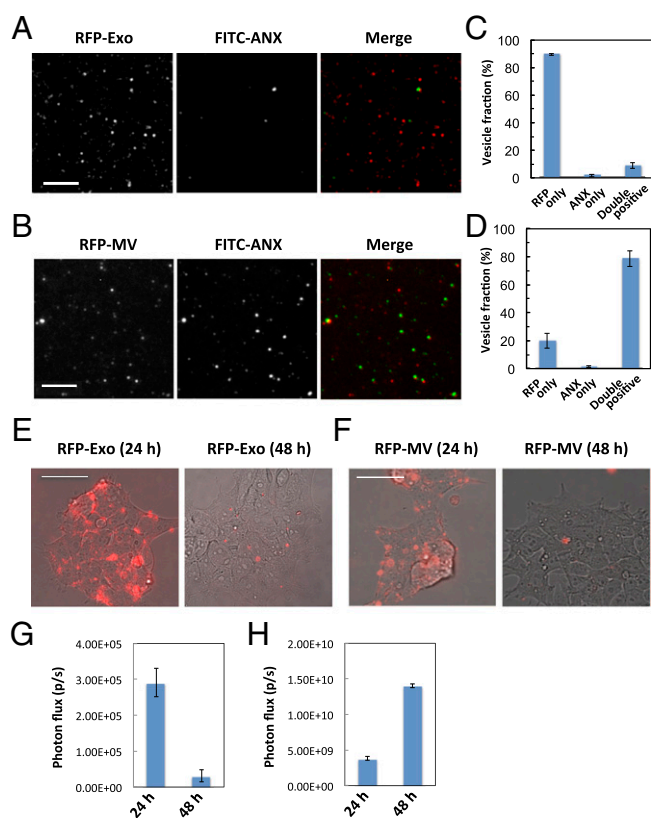 A
RFP-Exo
FITC-ANX
Merge
C
Vesicle fraction (%)
100
80
60
40
20
0
RFP only
ANX only
Double positive
B
RFP-MV
FITC-ANX
Merge
D
Vesicle fraction (%)
100
80
60
40
20
0
RFP only
ANX only
Double positive
E
RFP-Exo (24 h)
RFP-Exo (48 h)
F
RFP-MV (24 h)
RFP-MV (48 h)
G
Photon flux (p/s)
4.00E+05
3.00E+05
2.00E+05
1.00E+05
0.00E+00
24 h
48 h
H
Photon flux (p/s)
2.00E+10
1.50E+10
1.00E+10
5.00E+09
0.00E+00
24 h
48 h